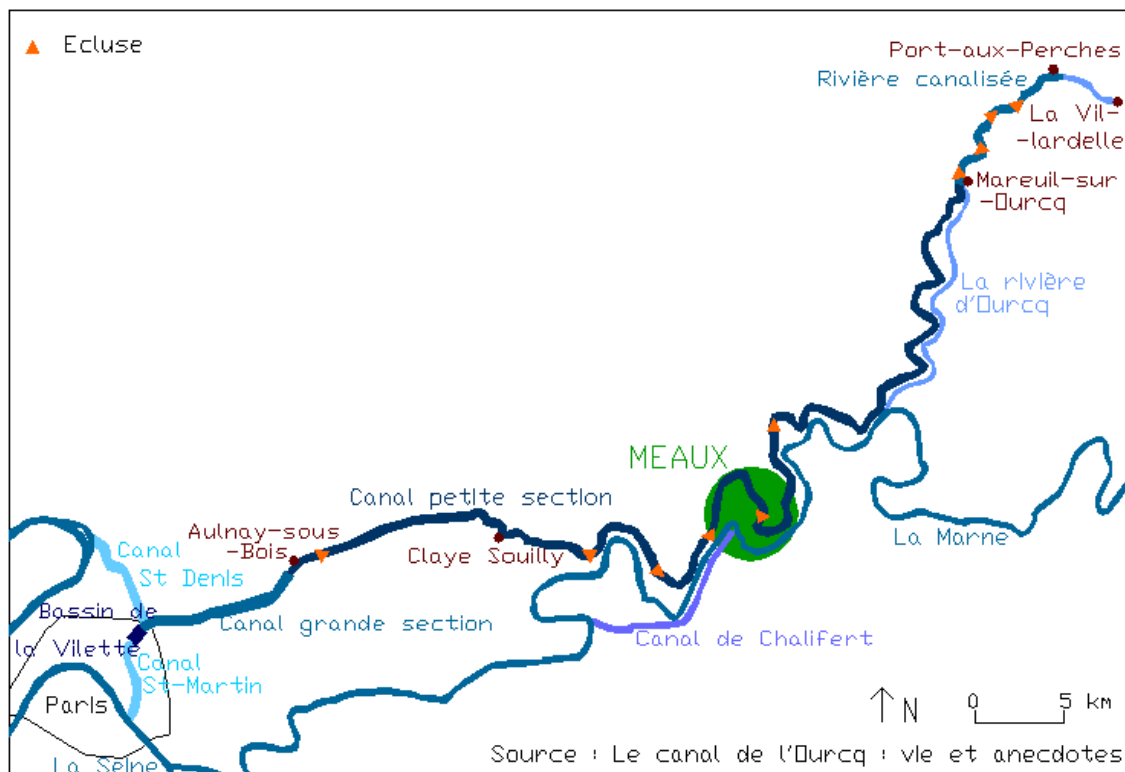 Ecluse
Port-aux-Perches
Rivière canalisée
La Vil-
-lardelle
Mareuil-sur
-Ourcq
La rivière
d'Ourcq
MEAUX
Canal petite section
Aulnay-sous
-Bois
Claye Souilly
La Marne
Canal
St Denis
Bassin de
la Vilette
Canal grande section
Canal de Chalifert
Canal
St-Martin
Paris
N
0 5 km
La Seine
Source : Le canal de l'Ourcq : vie et anecdotes